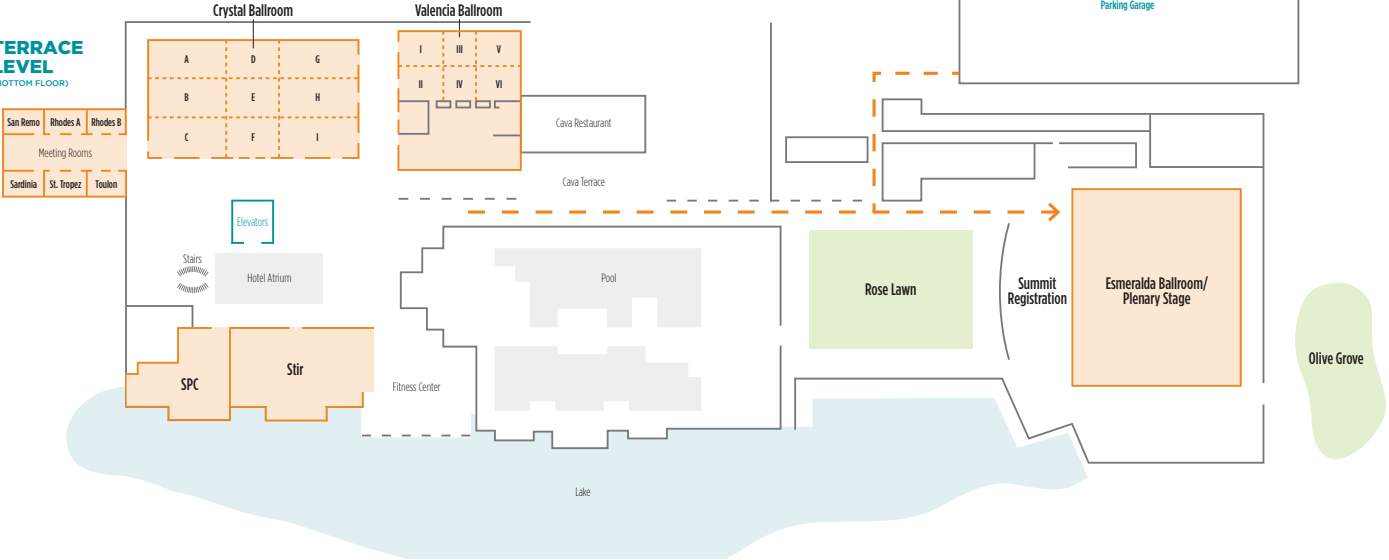 Crystal Ballroom
Valencia Ballroom
Parking Garage
TERRACE
LEVEL
BOTTOM FLOOR)
A
D
G
B
E
H
C
F
I
I
III
V
II
IV
VI
Cava Restaurant
San Remo
Rhodes A
Rhodes B
Meeting Rooms
Sardinia
St. Tropez
Toulon
Cava Terrace
Elevators
Stairs
Hotel Atrium
Pool
Rose Lawn
Summit
Registration
Esmeralda Ballroom/
Plenary Stage
Olive Grove
SPC
Stir
Fitness Center
Lake